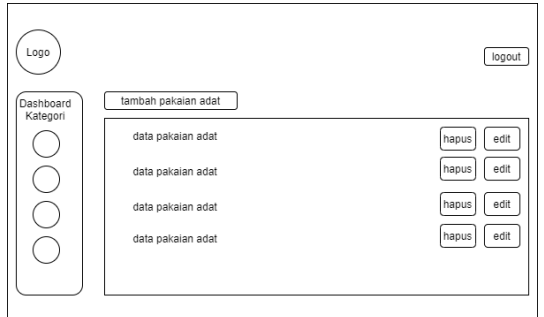 Logo
logout
Dashboard
Kategori
tambah pakaian adat
data pakaian adat
hapus
edit
data pakaian adat
hapus
edit
data pakaian adat
hapus
edit
data pakaian adat
hapus
edit